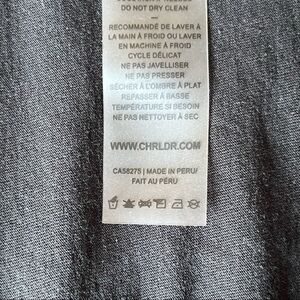 DO NOT DRY CLEAN
RECOMMANDÉ DE LAVER À
LA MAIN À FROID OU LAVER
EN MACHINE À FROID
CYCLE DÉLICAT
NE PAS JAVELLISER
NE PAS PRESSER
SÉCHER À L'OMBRE À PLAT
REPASSER À BASSE
TEMPÉRATURE SI BESOIN
NE PAS NETTOYER À SEC
WWW.CHRLDR.COM
CA58275 | MADE IN PERU/
FAIT AU PÉRU